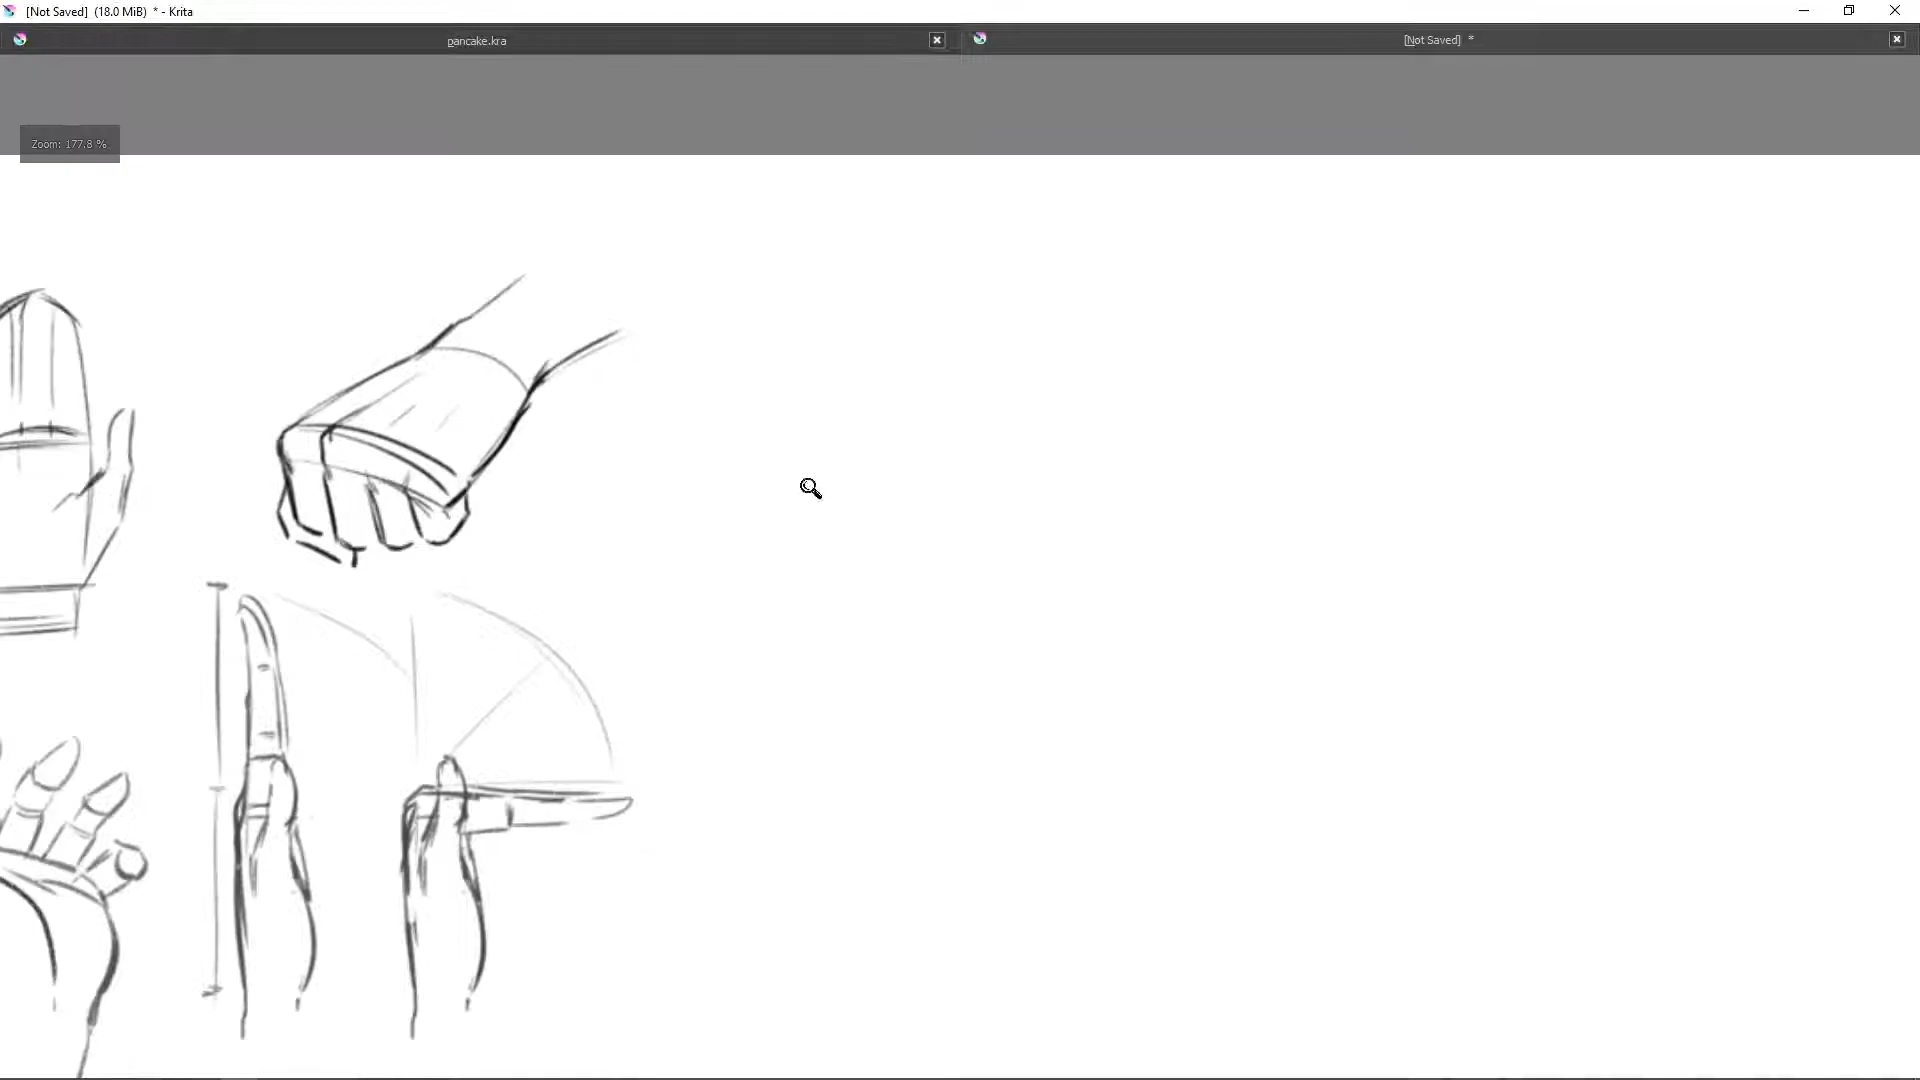 [Not Saved]  (18.0 MiB)  * - Krita
pancake.kra
[Not Saved]  *
Zoom: 177.8 %